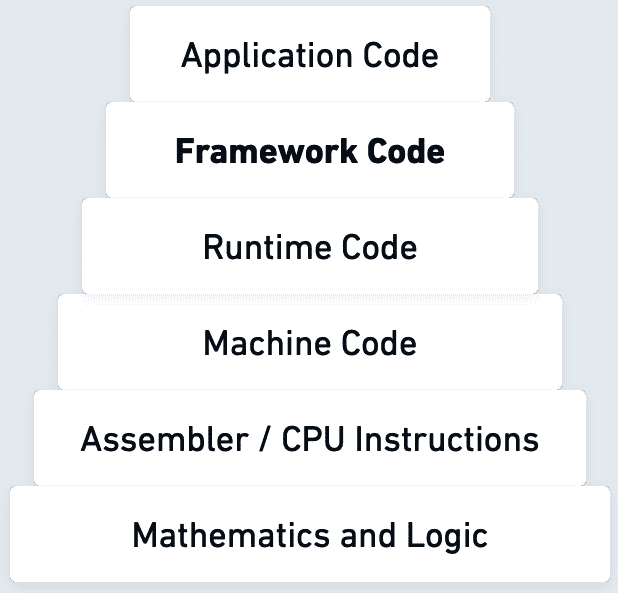 Application Code
Framework Code
Runtime Code
Machine Code
Assembler / CPU Instructions
Mathematics and Logic